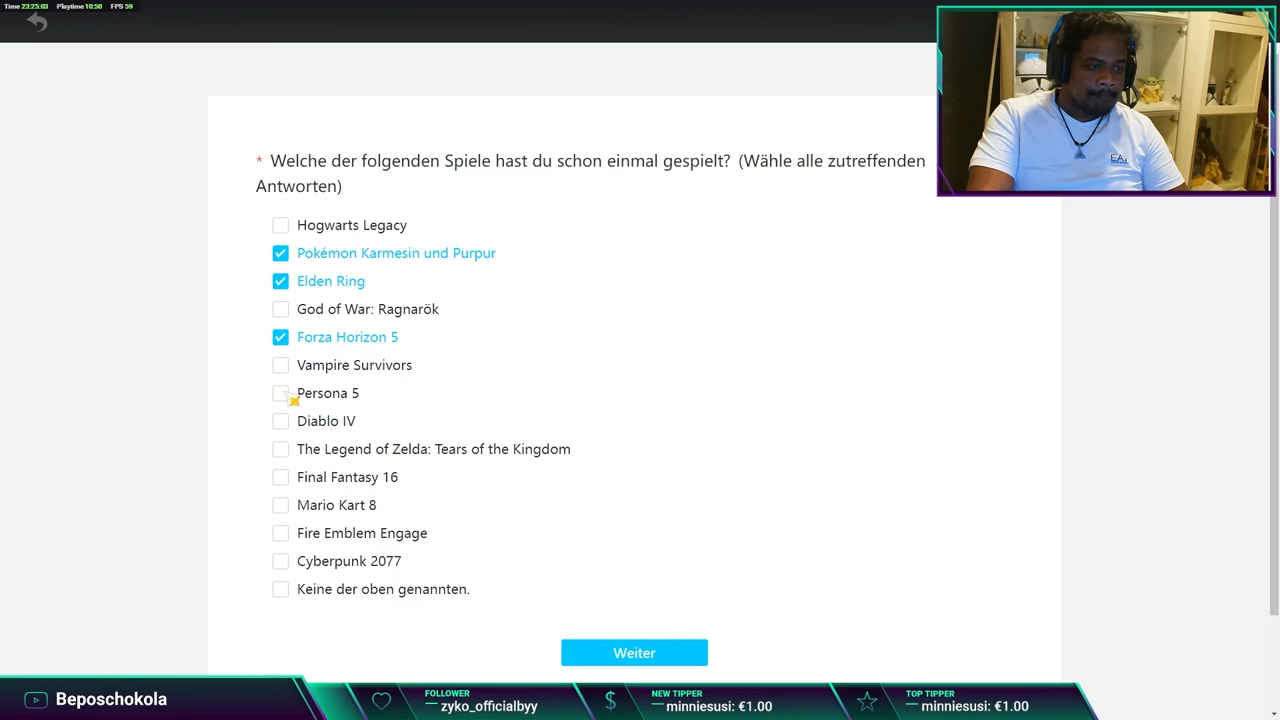 Time 23:25:03 Playtime 10:50 FPS 59
* Welche der folgenden Spiele hast du schon einmal gespielt? (Wähle alle zutreffenden
Antworten)
Hogwarts Legacy
Pokémon Karmesin und Purpur
Elden Ring
God of War: Ragnarök
Forza Horizon 5
Vampire Survivors
Persona 5
Diablo IV
The Legend of Zelda: Tears of the Kingdom
Final Fantasy 16
Mario Kart 8
Fire Emblem Engage
Cyberpunk 2077
Keine der oben genannten.
Weiter
Beposchokola
FOLLOWER
zyko_officialbyy
NEW TIPPER
minniesusi: €1.00
TOP TIPPER
minniesusi: €1.00